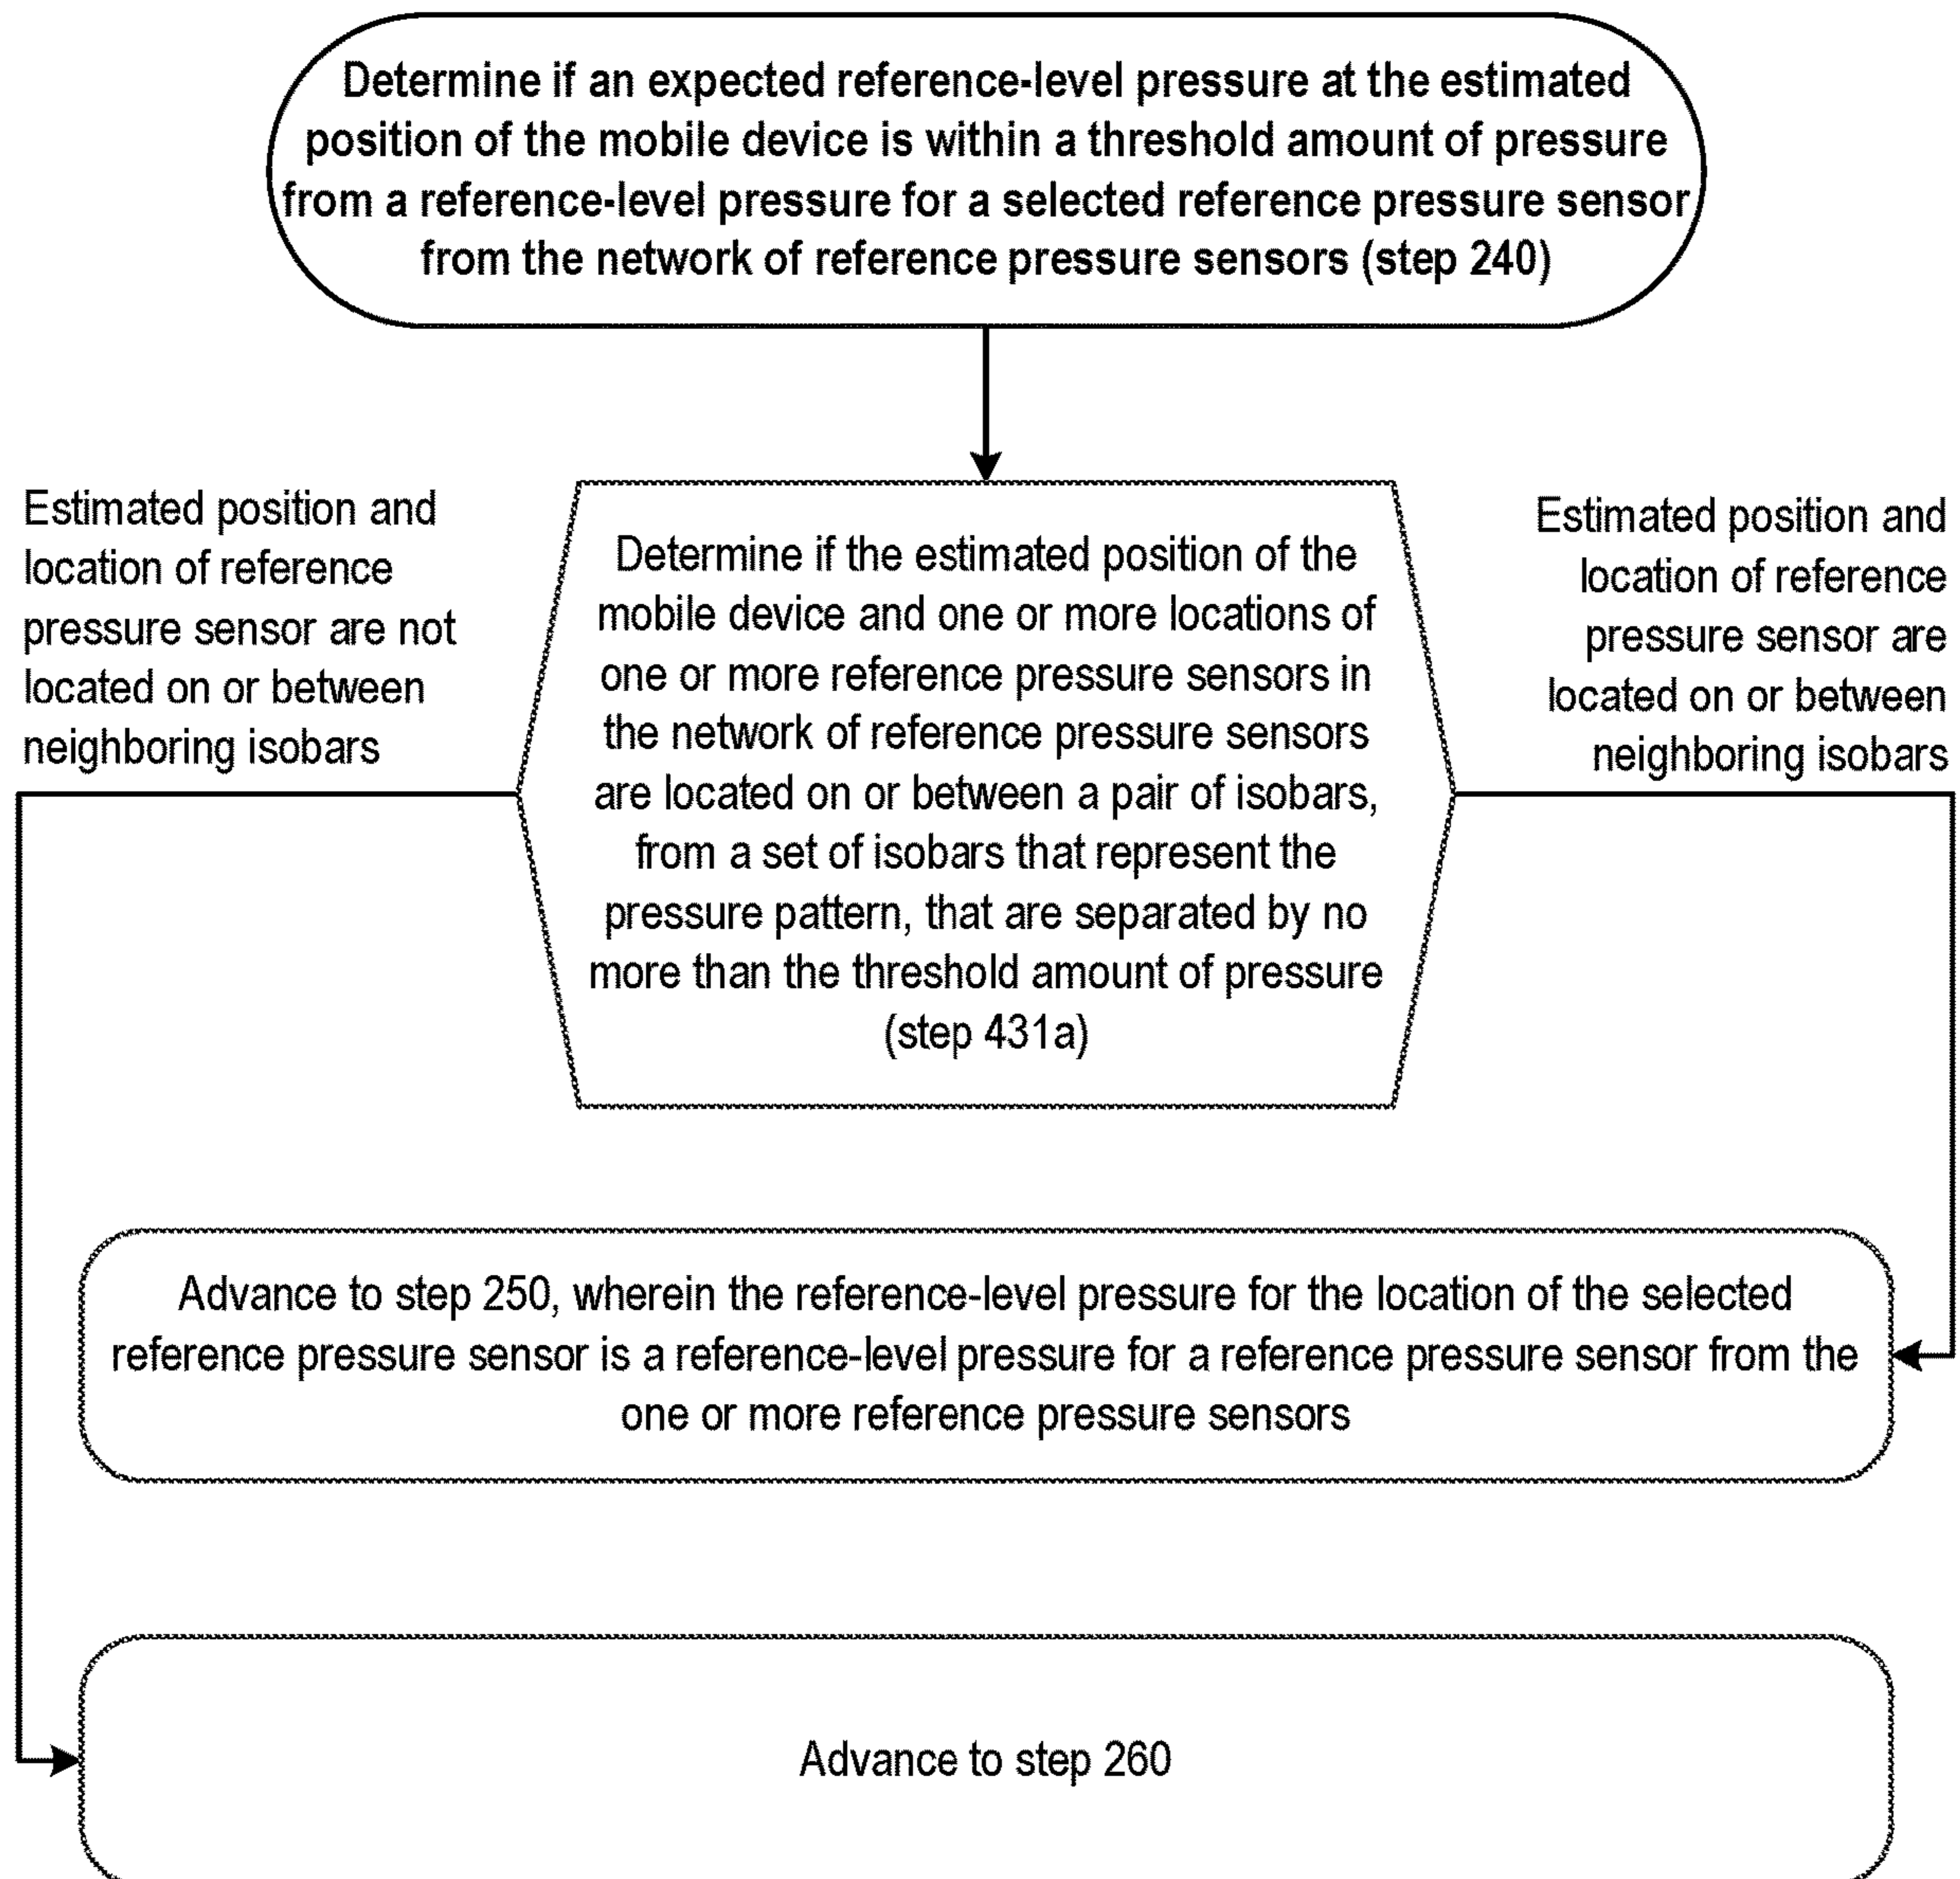 Determine if an expected reference-level pressure at the estimated
position of the mobile device is within a threshold amount of pressure
from a reference-level pressure for a selected reference pressure sensor
from the network of reference pressure sensors (step 240)
Estimated position and
location of reference
pressure sensor are not
located on or between
neighboring isobars
Determine if the estimated position of the
mobile device and one or more locations of
one or more reference pressure sensors in
the network of reference pressure sensors
are located on or between a pair of isobars,
from a set of isobars that represent the
pressure pattern, that are separated by no
more than the threshold amount of pressure
(step 431a)
Estimated position and
location of reference
pressure sensor are
located on or between
neighboring isobars
Advance to step 250, wherein the reference-level pressure for the location of the selected
reference pressure sensor is a reference-level pressure for a reference pressure sensor from the
one or more reference pressure sensors
Advance to step 260